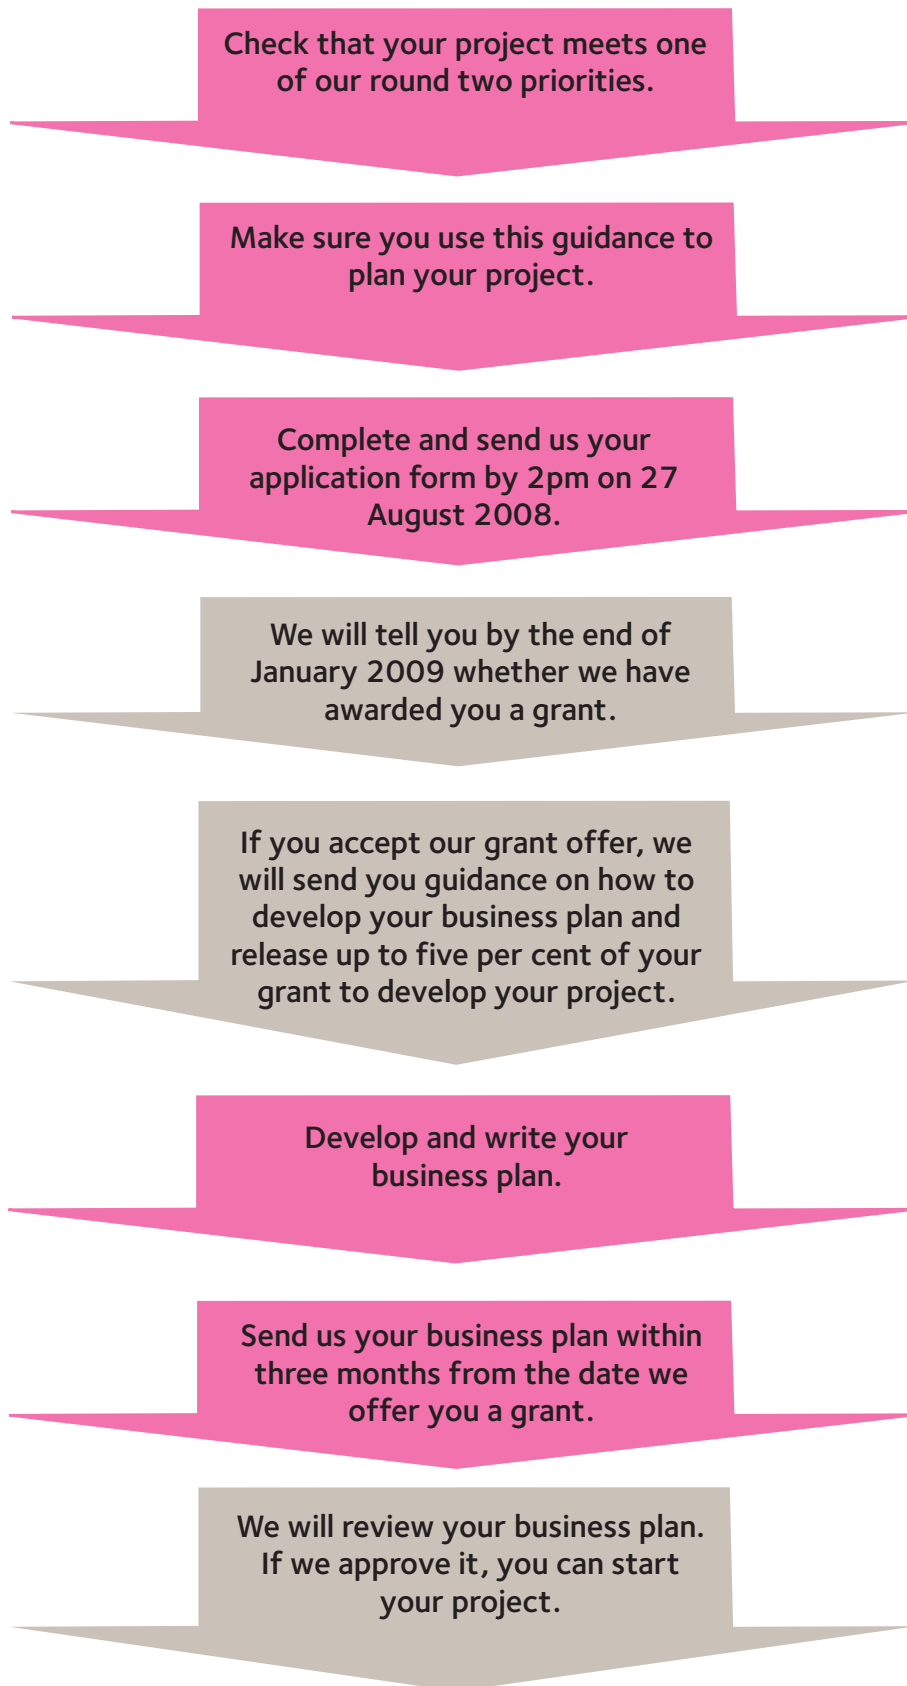 Check that your project meets one
of our round two priorities.
Make sure you use this guidance to
plan your project.
Complete and send us your
application form by 2pm on 27
August 2008.
We will tell you by the end of
January 2009 whether we have
awarded you a grant.
If you accept our grant offer, we
will send you guidance on how to
develop your business plan and
release up to five per cent of your
grant to develop your project.
Develop and write your
business plan.
Send us your business plan within
three months from the date we
offer you a grant.
We will review your business plan.
If we approve it, you can start
your project.